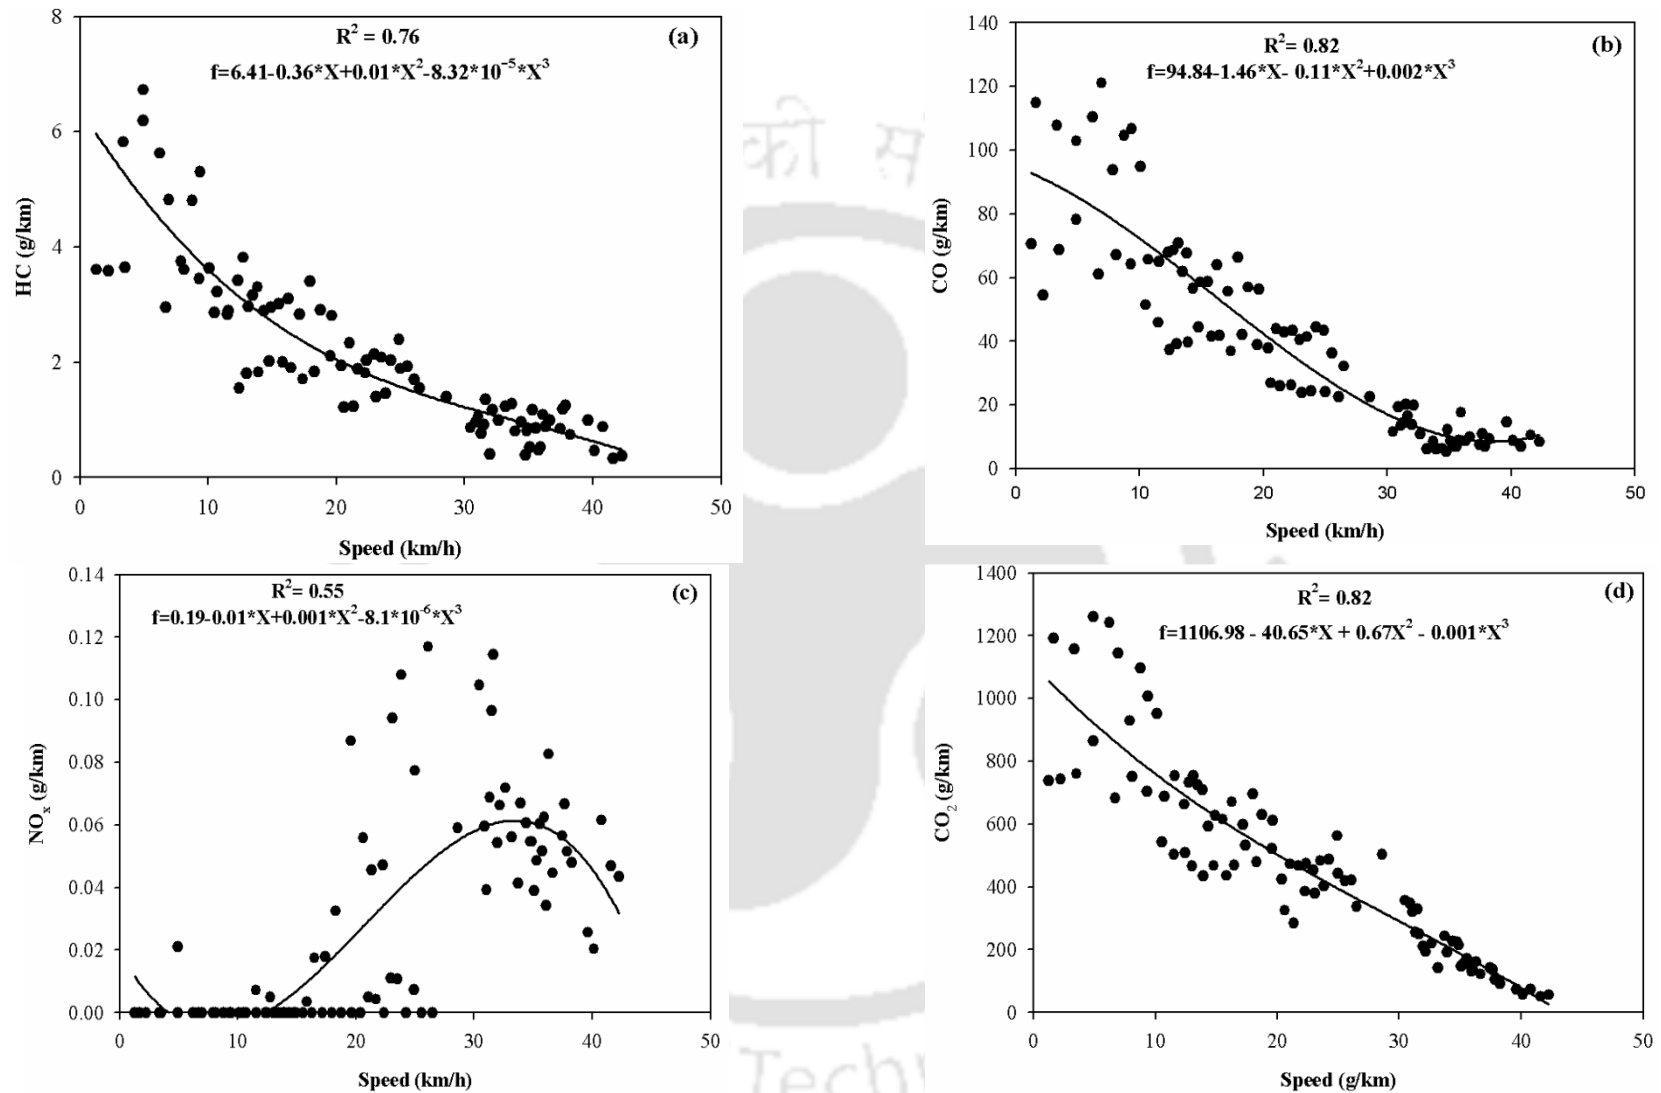 8
6
4
2
0
HC (g/km)
R² = 0.76
(a)
f=6.41-0.36*X+0.01*X²-8.32*10⁻⁵*X³
0 10 20 30 40 50
Speed (km/h)
140
120
100
80
60
40
20
0
CO (g/km)
R²= 0.82
(b)
f=94.84-1.46*X- 0.11*X²+0.002*X³
0 10 20 30 40 50
Speed (km/h)
0.14
0.12
0.10
0.08
0.06
0.04
0.02
0.00
NOₓ (g/km)
R²= 0.55
(c)
f=0.19-0.01*X+0.001*X²-8.1*10⁻⁶*X³
0 10 20 30 40 50
Speed (km/h)
1400
1200
1000
800
600
400
200
0
CO₂ (g/km)
R²= 0.82
(d)
f=1106.98 - 40.65*X + 0.67X² - 0.001*X³
0 10 20 30 40 50
Speed (g/km)
की